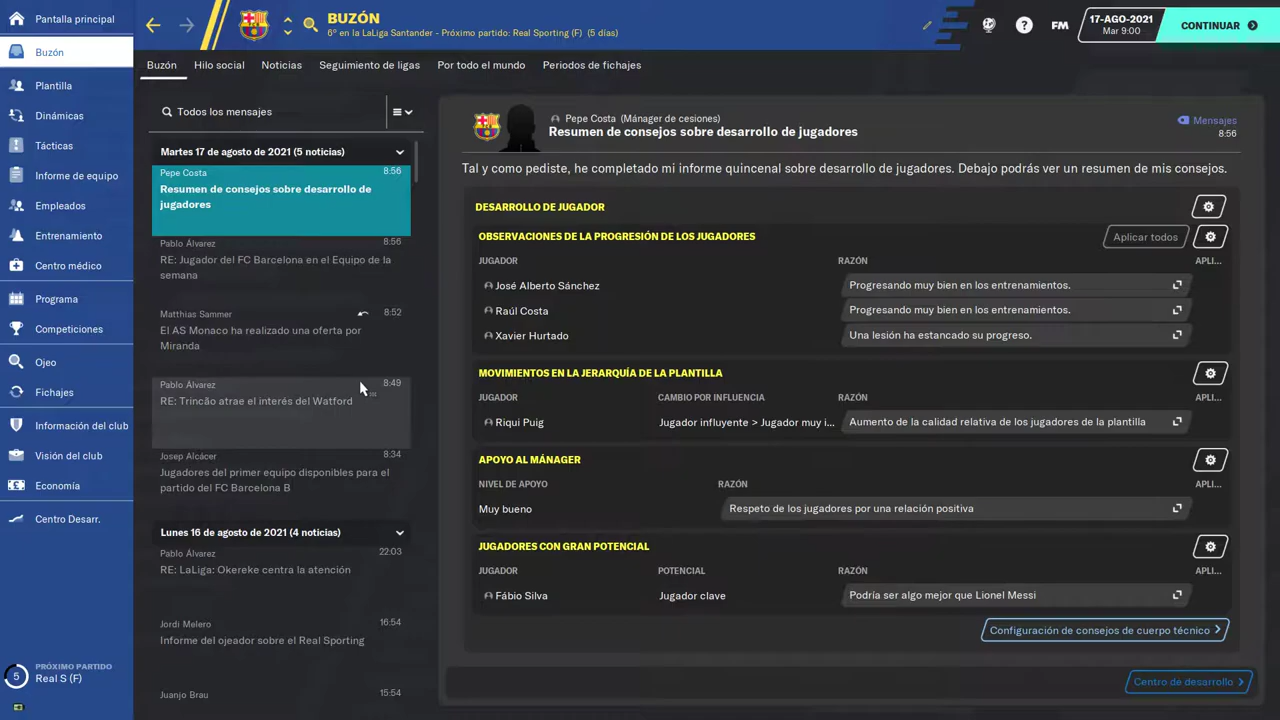 Pantalla principal
Buzón
Plantilla
Dinámicas
Tácticas
Informe de equipo
Empleados
Entrenamiento
Centro médico
Programa
Competiciones
Ojeo
Fichajes
Información del club
Visión del club
Economía
Centro Desarr.
5
PRÓXIMO PARTIDO
Real S (F)
BUZÓN
6º en la LaLiga Santander - Próximo partido: Real Sporting (F) (5 días)
FM
17-AGO-2021
Mar 9:00
CONTINUAR
Buzón Hilo social Noticias Seguimiento de ligas Por todo el mundo Periodos de fichajes
Todos los mensajes
Martes 17 de agosto de 2021 (5 noticias)
Pepe Costa 8:56
Resumen de consejos sobre desarrollo de
jugadores
Pablo Álvarez 8:56
RE: Jugador del FC Barcelona en el Equipo de la
semana
Matthias Sammer 8:52
El AS Monaco ha realizado una oferta por
Miranda
Pablo Álvarez 8:49
RE: Trincão atrae el interés del Watford
Josep Alcácer 8:34
Jugadores del primer equipo disponibles para el
partido del FC Barcelona B
Lunes 16 de agosto de 2021 (4 noticias)
Pablo Álvarez 22:03
RE: LaLiga: Okereke centra la atención
Jordi Melero 16:54
Informe del ojeador sobre el Real Sporting
Juanjo Brau 15:54
Pepe Costa (Mánager de cesiones)
Resumen de consejos sobre desarrollo de jugadores
Mensajes
8:56
Tal y como pediste, he completado mi informe quincenal sobre desarrollo de jugadores. Debajo podrás ver un resumen de mis consejos.
DESARROLLO DE JUGADOR
OBSERVACIONES DE LA PROGRESIÓN DE LOS JUGADORES Aplicar todos
JUGADOR RAZÓN APLI...
José Alberto Sánchez Progresando muy bien en los entrenamientos.
Raúl Costa Progresando muy bien en los entrenamientos.
Xavier Hurtado Una lesión ha estancado su progreso.
MOVIMIENTOS EN LA JERARQUÍA DE LA PLANTILLA
JUGADOR CAMBIO POR INFLUENCIA RAZÓN APLI...
Riqui Puig Jugador influyente > Jugador muy i... Aumento de la calidad relativa de los jugadores de la plantilla
APOYO AL MÁNAGER
NIVEL DE APOYO RAZÓN APLI...
Muy bueno Respeto de los jugadores por una relación positiva
JUGADORES CON GRAN POTENCIAL
JUGADOR POTENCIAL RAZÓN APLI...
Fábio Silva Jugador clave Podría ser algo mejor que Lionel Messi
Configuración de consejos de cuerpo técnico
Centro de desarrollo